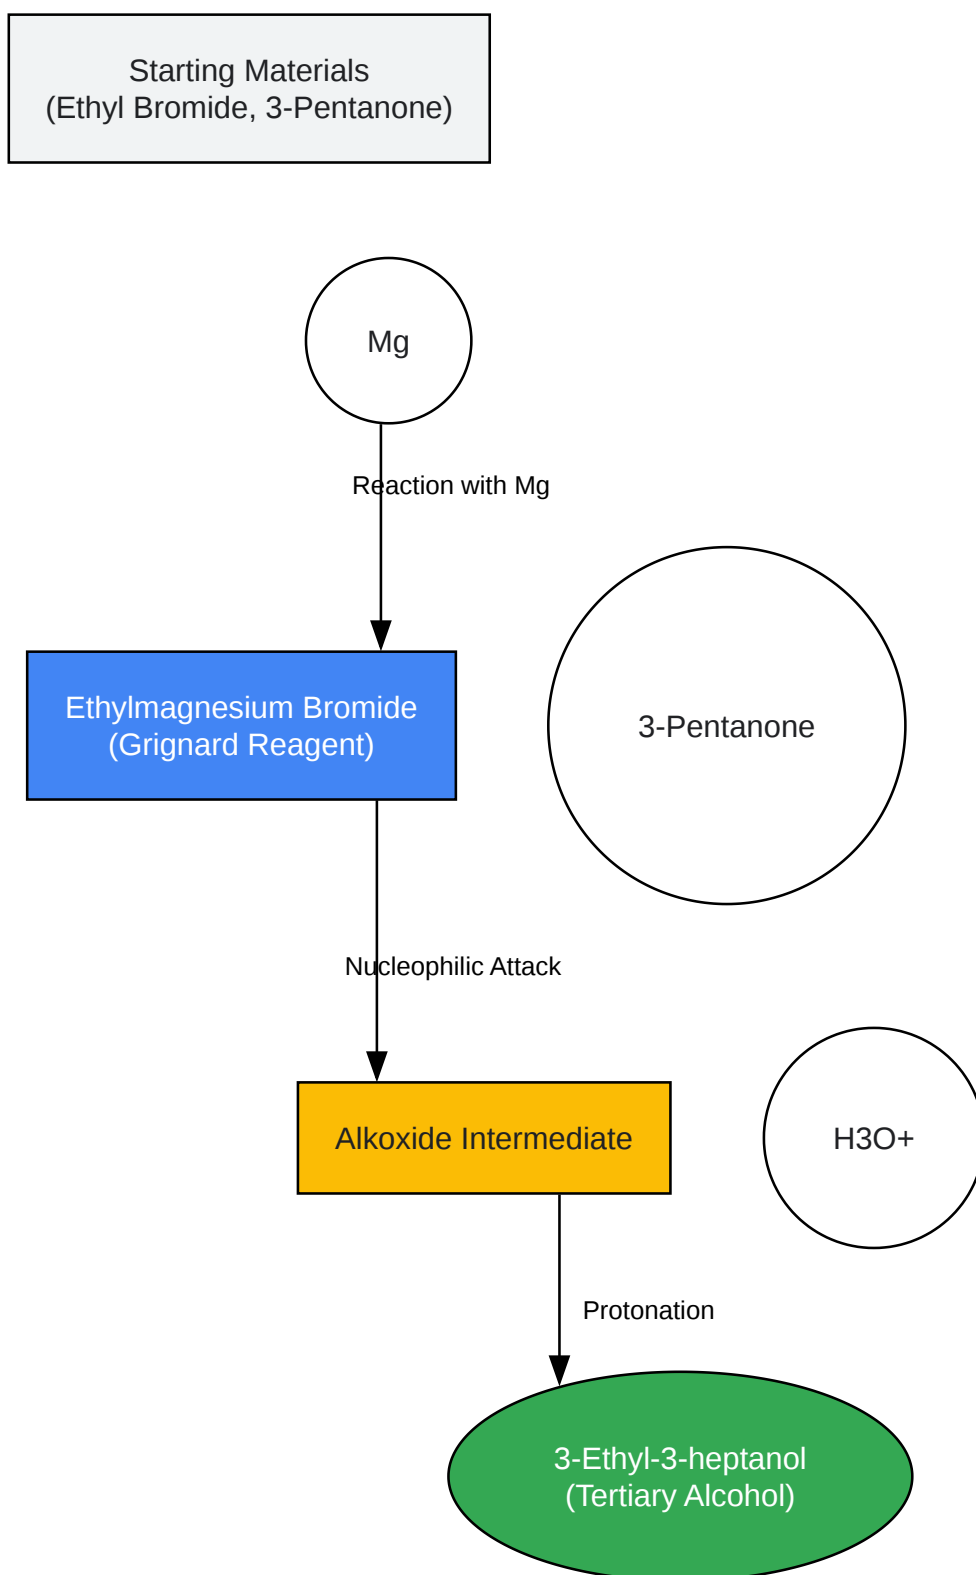 Starting Materials
(Ethyl Bromide, 3-Pentanone)
Mg
Reaction with Mg
Ethylmagnesium Bromide
(Grignard Reagent)
3-Pentanone
Nucleophilic Attack
Alkoxide Intermediate
H3O+
Protonation
3-Ethyl-3-heptanol
(Tertiary Alcohol)